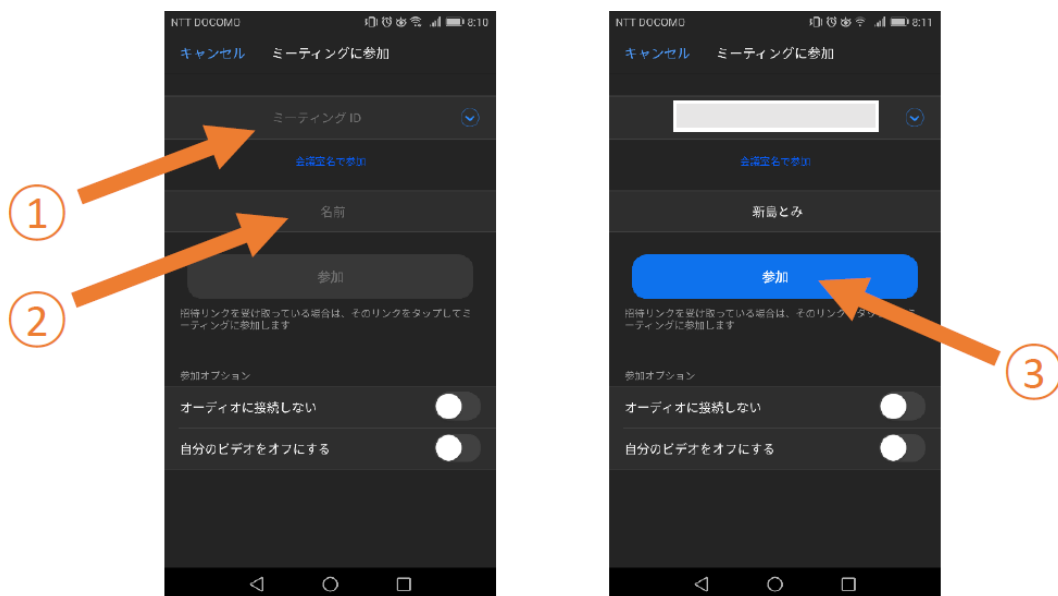 NTT DOCOMO 8:10
キャンセル ミーティングに参加
ミーティング ID
会議室名で参加
名前
参加
招待リンクを受け取っている場合は、そのリンクをタップしてミ
ーティングに参加します
参加オプション
オーディオに接続しない
自分のビデオをオフにする
①
②
NTT DOCOMO 8:11
キャンセル ミーティングに参加
会議室名で参加
新島とみ
参加
招待リンクを受け取っている場合は、そのリンク
ーティングに参加します
参加オプション
オーディオに接続しない
自分のビデオをオフにする
③